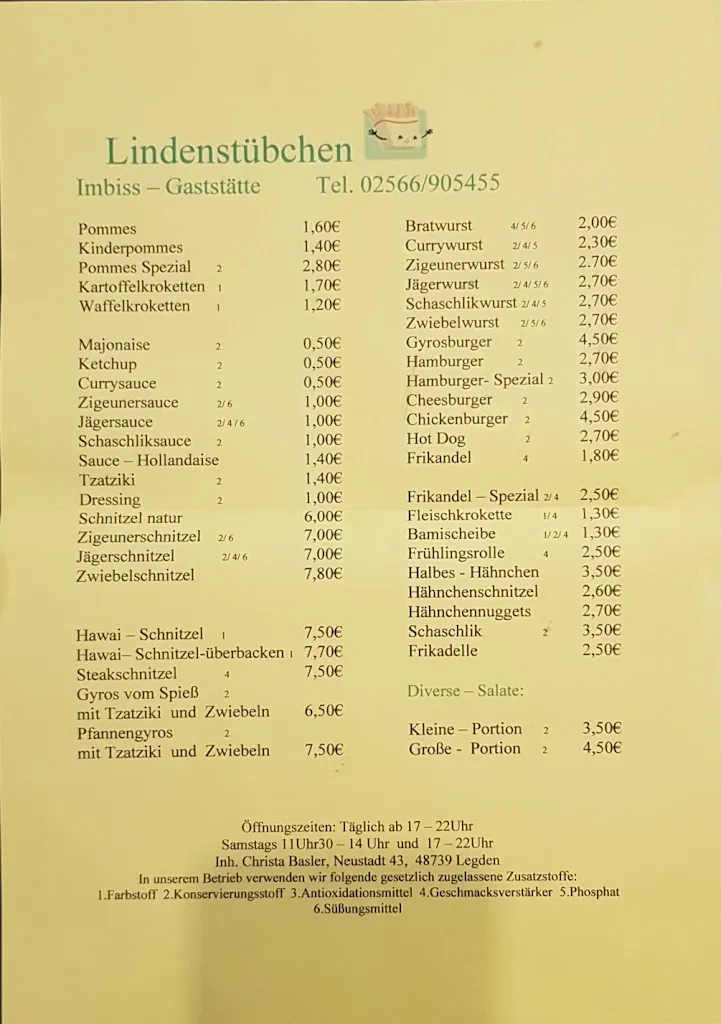 Lindenstübchen
Imbiss – Gaststätte Tel. 02566/905455
Pommes 1,60€
Kinderpommes 1,40€
Pommes Spezial 2 2,80€
Kartoffelkroketten 1 1,70€
Waffelkroketten 1 1,20€
Majonaise 2 0,50€
Ketchup 2 0,50€
Currysauce 2 0,50€
Zigeunersauce 2/6 1,00€
Jägersauce 2/4/6 1,00€
Schaschliksauce 2 1,00€
Sauce – Hollandaise 1,40€
Tzatziki 2 1,40€
Dressing 2 1,00€
Schnitzel natur 6,00€
Zigeunerschnitzel 2/6 7,00€
Jägerschnitzel 2/4/6 7,00€
Zwiebelschnitzel 7,80€
Hawai – Schnitzel 1 7,50€
Hawai– Schnitzel-überbacken 1 7,70€
Steakschnitzel 4 7,50€
Gyros vom Spieß 2
mit Tzatziki und Zwiebeln 6,50€
Pfannengyros 2
mit Tzatziki und Zwiebeln 7,50€
Bratwurst 4/5/6 2,00€
Currywurst 2/4/5 2,30€
Zigeunerwurst 2/5/6 2.70€
Jägerwurst 2/4/5/6 2,70€
Schaschlikwurst 2/4/5 2,70€
Zwiebelwurst 2/5/6 2,70€
Gyrosburger 2 4,50€
Hamburger 2 2,70€
Hamburger- Spezial 2 3,00€
Cheesburger 2 2,90€
Chickenburger 2 4,50€
Hot Dog 2 2,70€
Frikandel 4 1,80€
Frikandel – Spezial 2/4 2,50€
Fleischkrokette 1/4 1,30€
Bamischeibe 1/2/4 1,30€
Frühlingsrolle 4 2,50€
Halbes - Hähnchen 3,50€
Hähnchenschnitzel 2,60€
Hähnchennuggets 2,70€
Schaschlik 2 3,50€
Frikadelle 2,50€
Diverse – Salate:
Kleine – Portion 2 3,50€
Große - Portion 2 4,50€
Öffnungszeiten: Täglich ab 17 – 22Uhr
Samstags 11Uhr30 – 14 Uhr und 17 – 22Uhr
Inh. Christa Basler, Neustadt 43, 48739 Legden
In unserem Betrieb verwenden wir folgende gesetzlich zugelassene Zusatzstoffe:
1.Farbstoff 2.Konservierungsstoff 3.Antioxidationsmittel 4.Geschmacksverstärker 5.Phosphat
6.Süßungsmittel